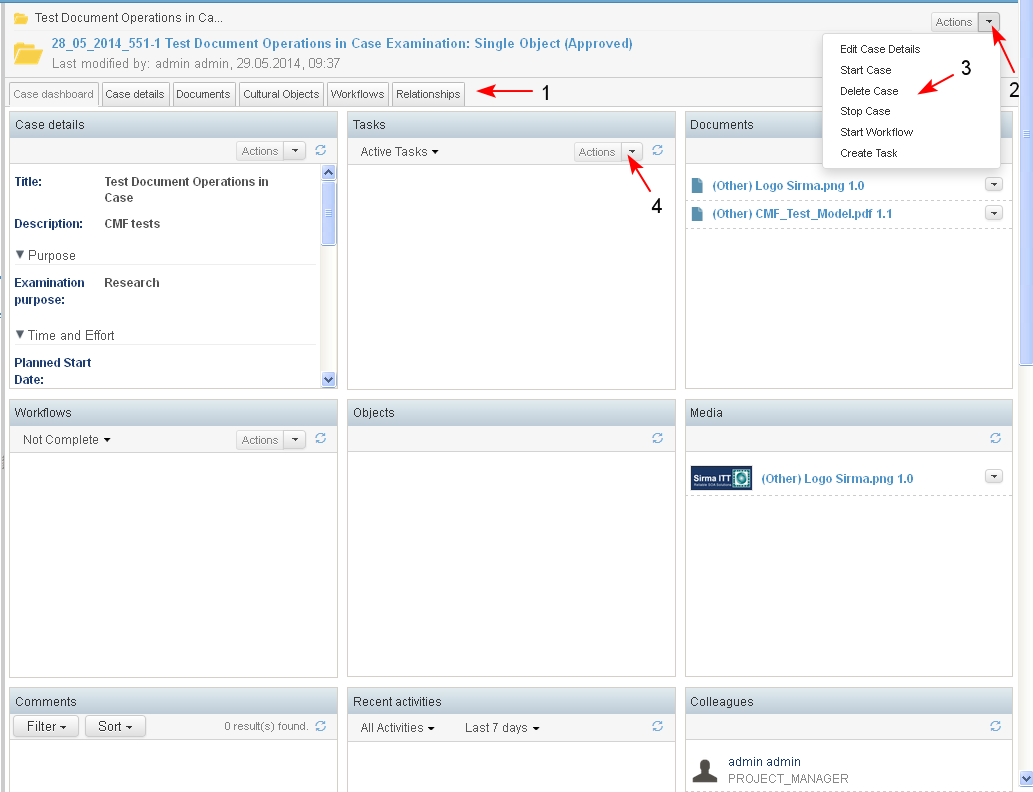 Test Document Operations in Ca...
Actions
28_05_2014_551-1 Test Document Operations in Case Examination: Single Object (Approved)
Last modified by: admin admin, 29.05.2014, 09:37
Edit Case Details
Start Case
Delete Case
Stop Case
Start Workflow
Create Task
3
2
Case dashboard Case details Documents Cultural Objects Workflows Relationships
1
Case details
Actions
Title: Test Document Operations in
Case
Description: CMF tests
Purpose
Examination Research
purpose:
Time and Effort
Planned Start
Date:
Tasks
Active Tasks Actions
4
Documents
(Other) Logo Sirma.png 1.0
(Other) CMF_Test_Model.pdf 1.1
Workflows
Not Complete Actions
Objects
Media
Sirma ITT
(Other) Logo Sirma.png 1.0
Comments
Filter Sort 0 result(s) found.
Recent activities
All Activities Last 7 days
Colleagues
admin admin
PROJECT_MANAGER